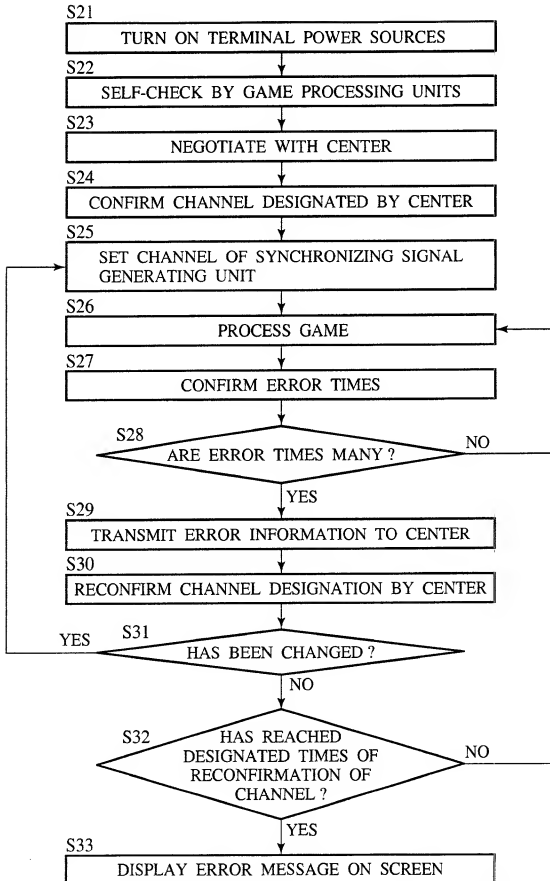 S21
TURN ON TERMINAL POWER SOURCES
S22
SELF-CHECK BY GAME PROCESSING UNITS
S23
NEGOTIATE WITH CENTER
S24
CONFIRM CHANNEL DESIGNATED BY CENTER
S25
SET CHANNEL OF SYNCHRONIZING SIGNAL
GENERATING UNIT
S26
PROCESS GAME
S27
CONFIRM ERROR TIMES
S28
ARE ERROR TIMES MANY ?
NO
YES
S29
TRANSMIT ERROR INFORMATION TO CENTER
S30
RECONFIRM CHANNEL DESIGNATION BY CENTER
S31
YES
HAS BEEN CHANGED ?
NO
S32
HAS REACHED
DESIGNATED TIMES OF
RECONFIRMATION OF
CHANNEL ?
NO
YES
S33
DISPLAY ERROR MESSAGE ON SCREEN